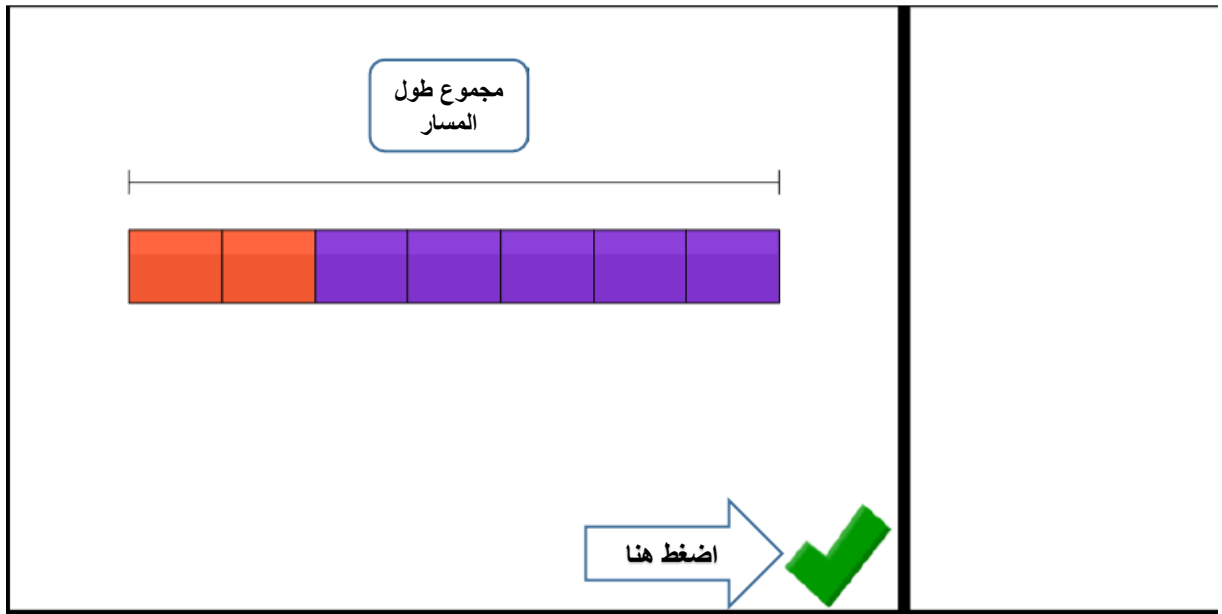 مجموع طول
المسار
اضغط هنا